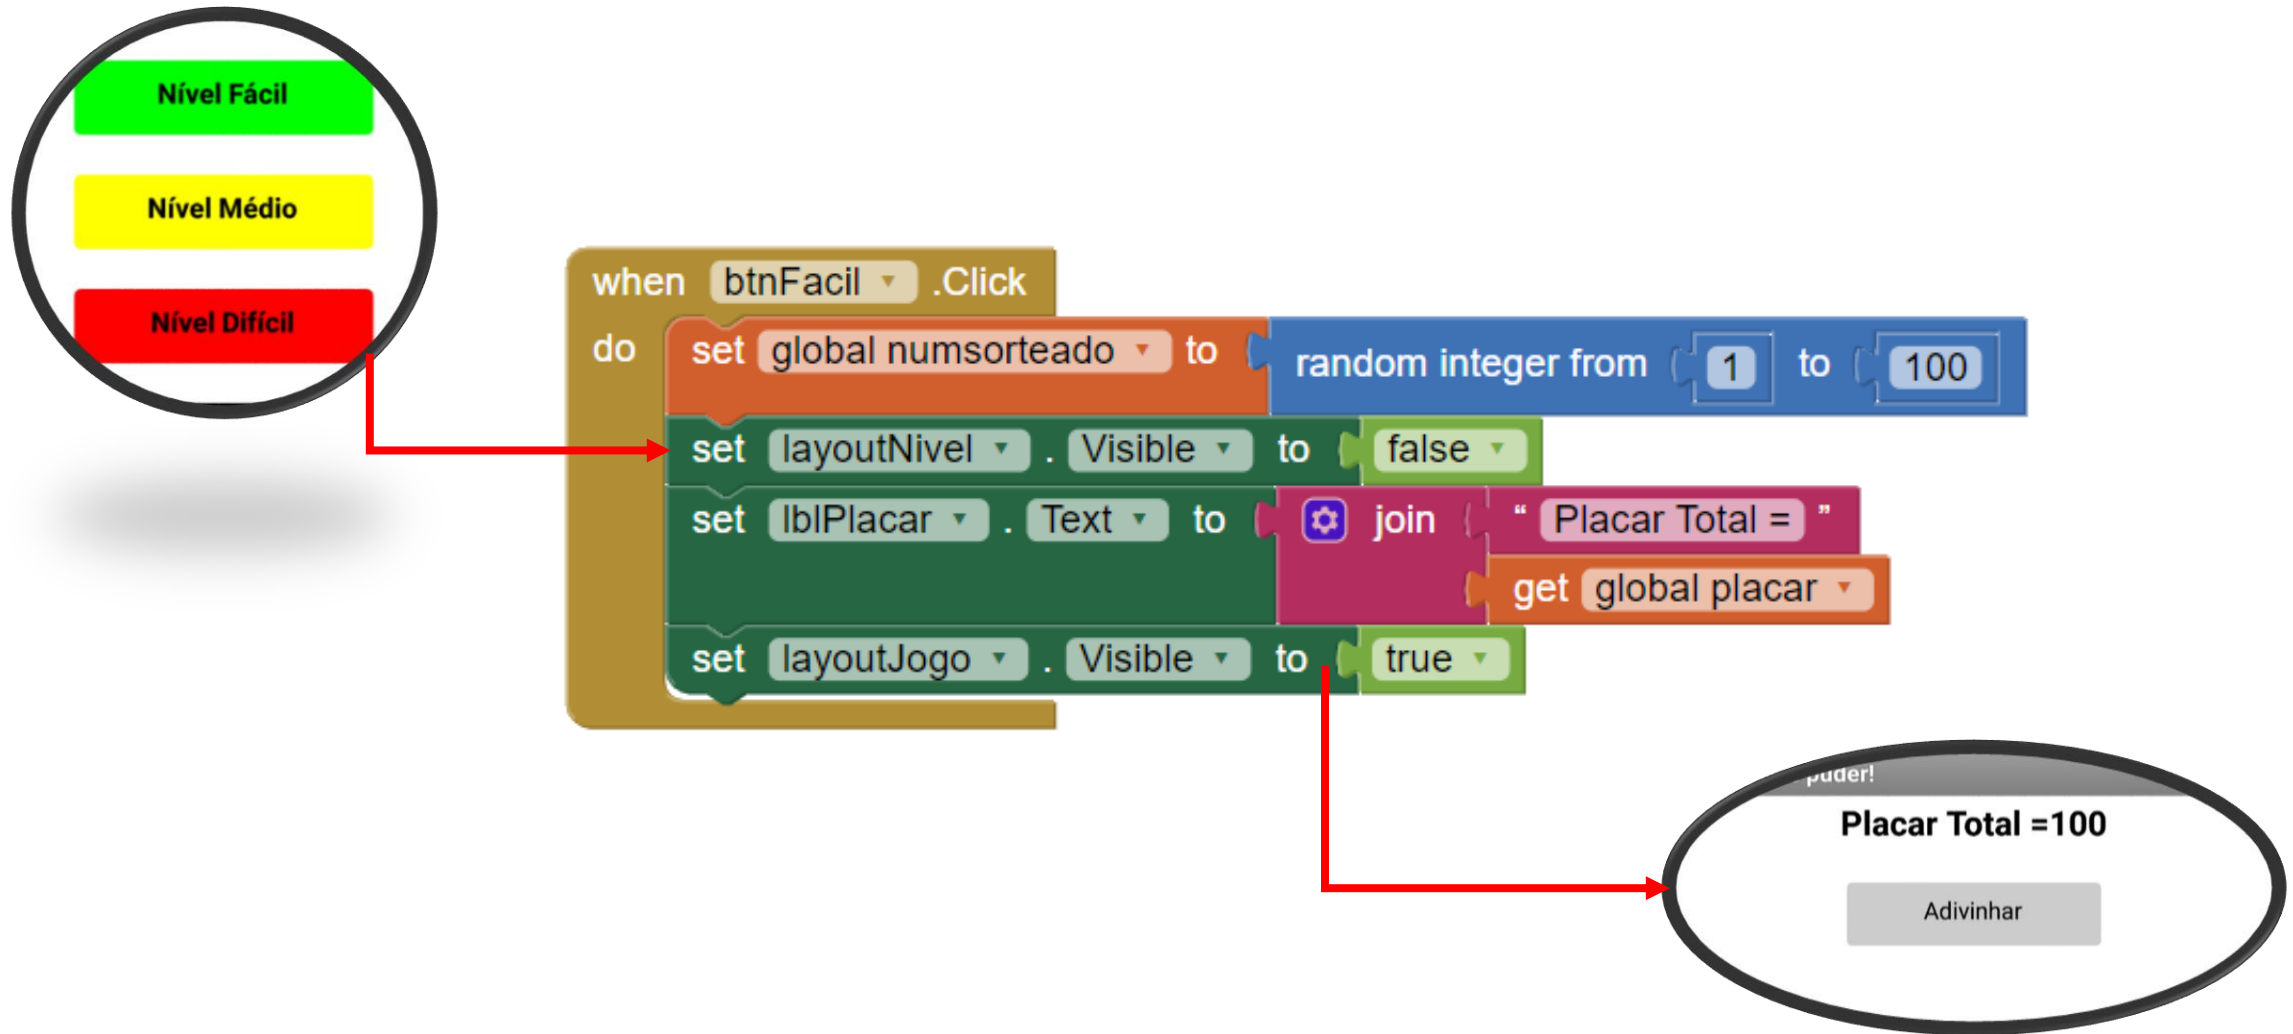 Nível Fácil
Nível Médio
Nível Difícil
when btnFacil .Click
do set global numsorteado to random integer from 1 to 100
set layoutNivel . Visible to false
set lblPlacar . Text to join “ Placar Total = ”
get global placar
set layoutJogo . Visible to true
puder!
Placar Total =100
Adivinhar